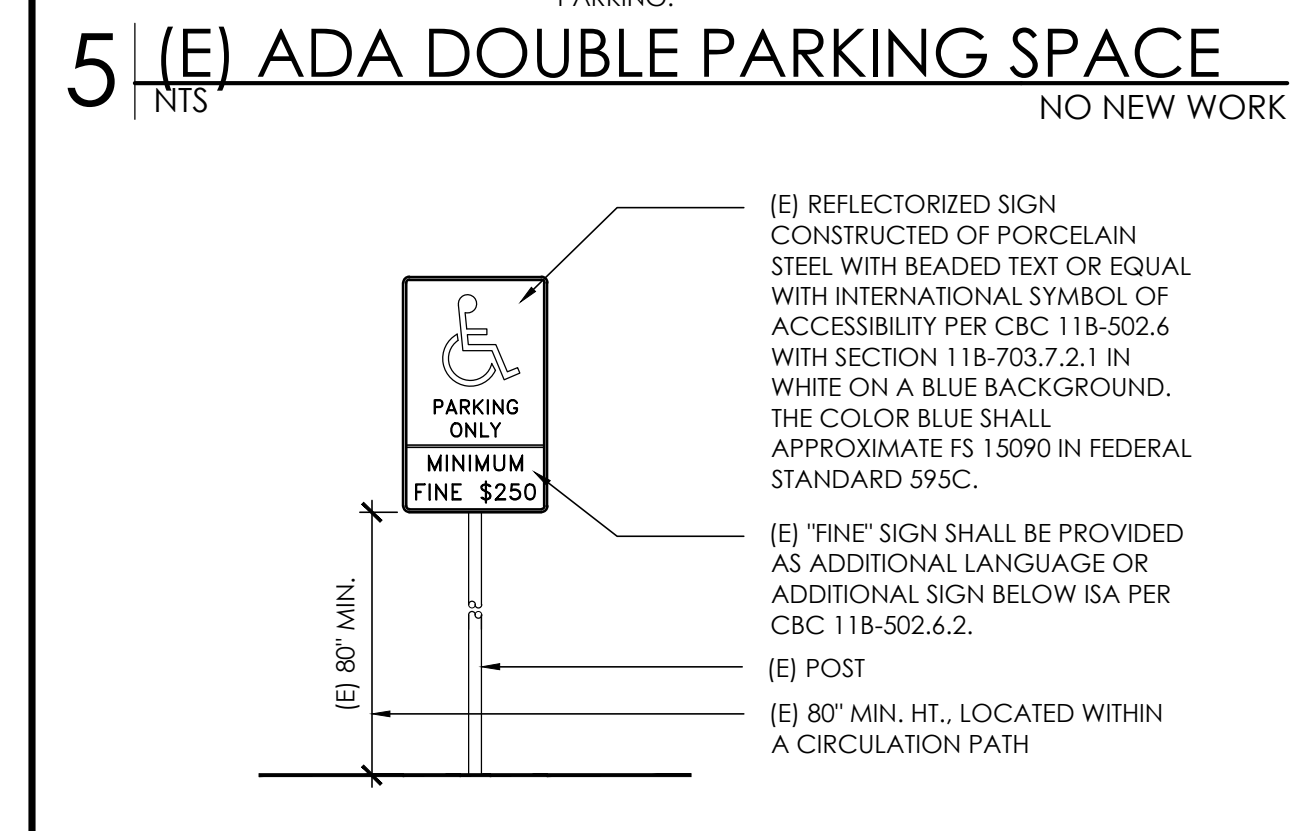 PARKING.
5 (E) ADA DOUBLE PARKING SPACE
NTS NO NEW WORK
(E) REFLECTORIZED SIGN
CONSTRUCTED OF PORCELAIN
STEEL WITH BEADED TEXT OR EQUAL
WITH INTERNATIONAL SYMBOL OF
ACCESSIBILITY PER CBC 11B-502.6
WITH SECTION 11B-703.7.2.1 IN
WHITE ON A BLUE BACKGROUND.
THE COLOR BLUE SHALL
APPROXIMATE FS 15090 IN FEDERAL
STANDARD 595C.
PARKING
ONLY
MINIMUM
FINE $250
(E) "FINE" SIGN SHALL BE PROVIDED
AS ADDITIONAL LANGUAGE OR
ADDITIONAL SIGN BELOW ISA PER
CBC 11B-502.6.2.
(E) 80" MIN.
(E) POST
(E) 80" MIN. HT., LOCATED WITHIN
A CIRCULATION PATH